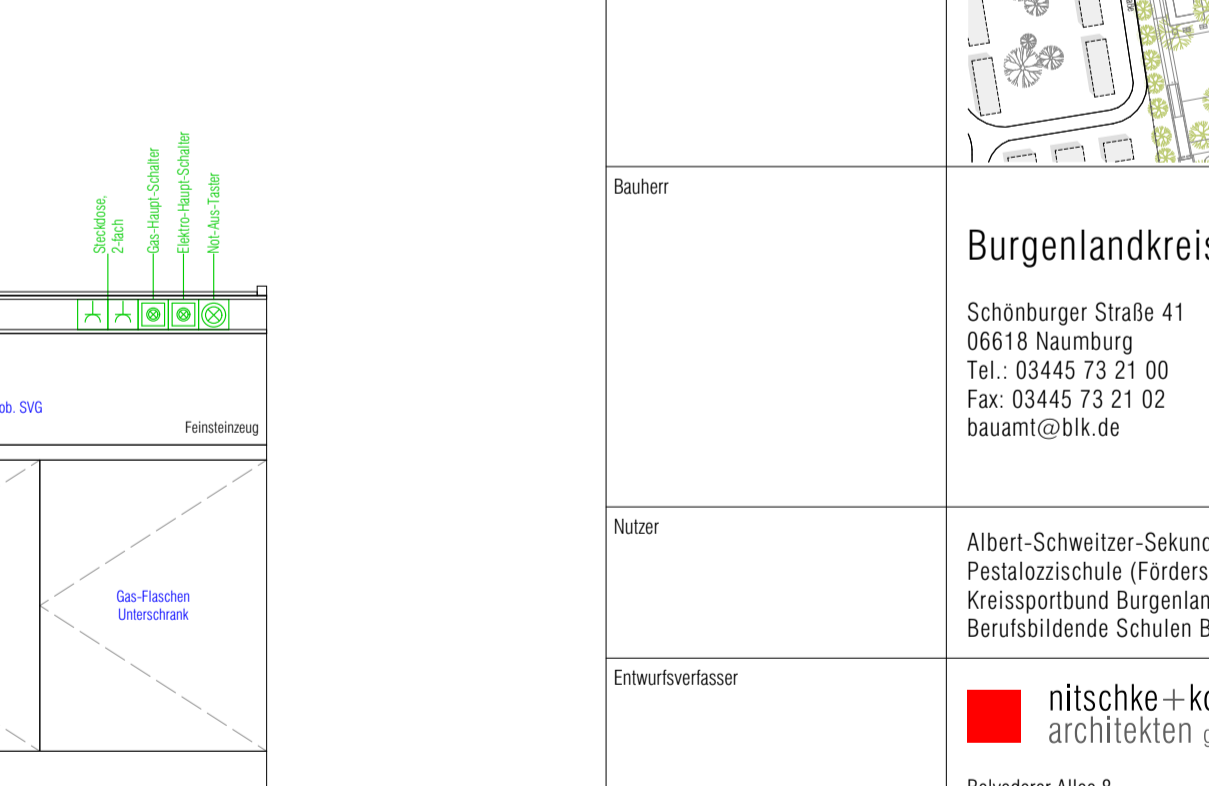 Steckdose,
2-fach
Gas-Haupt-Schalter
Elektro-Haupt-Schalter
Not-Aus-Taster
ob. SVG
Feinsteinzeug
Gas-Flaschen
Unterschrank
Bauherr
Burgenlandkreis
Schönburger Straße 41
06618 Naumburg
Tel.: 03445 73 21 00
Fax: 03445 73 21 02
bauamt@blk.de
Nutzer
Albert-Schweitzer-Sekund
Pestalozzischule (Förders
Kreissportbund Burgenlan
Berufsbildende Schulen B
Entwurfsverfasser
nitschke+ko
architekten g